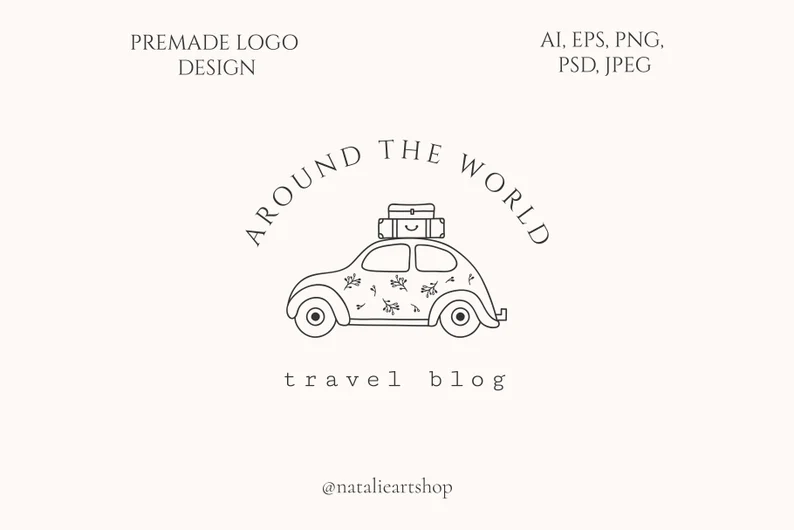 PREMADE LOGO
DESIGN
AI, EPS, PNG,
PSD, JPEG
AROUND THE WORLD
travel blog
@natalieartshop